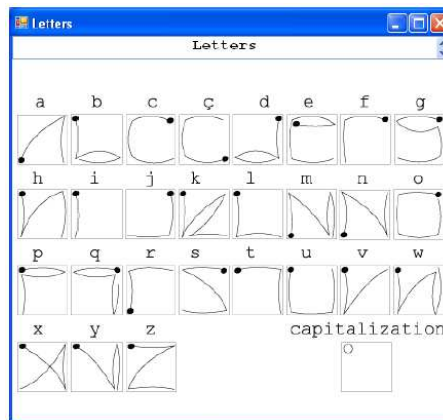 Letters
Letters
a b c ç d e f g
h i j k l m n o
p q r s t u v w
x y z capitalization